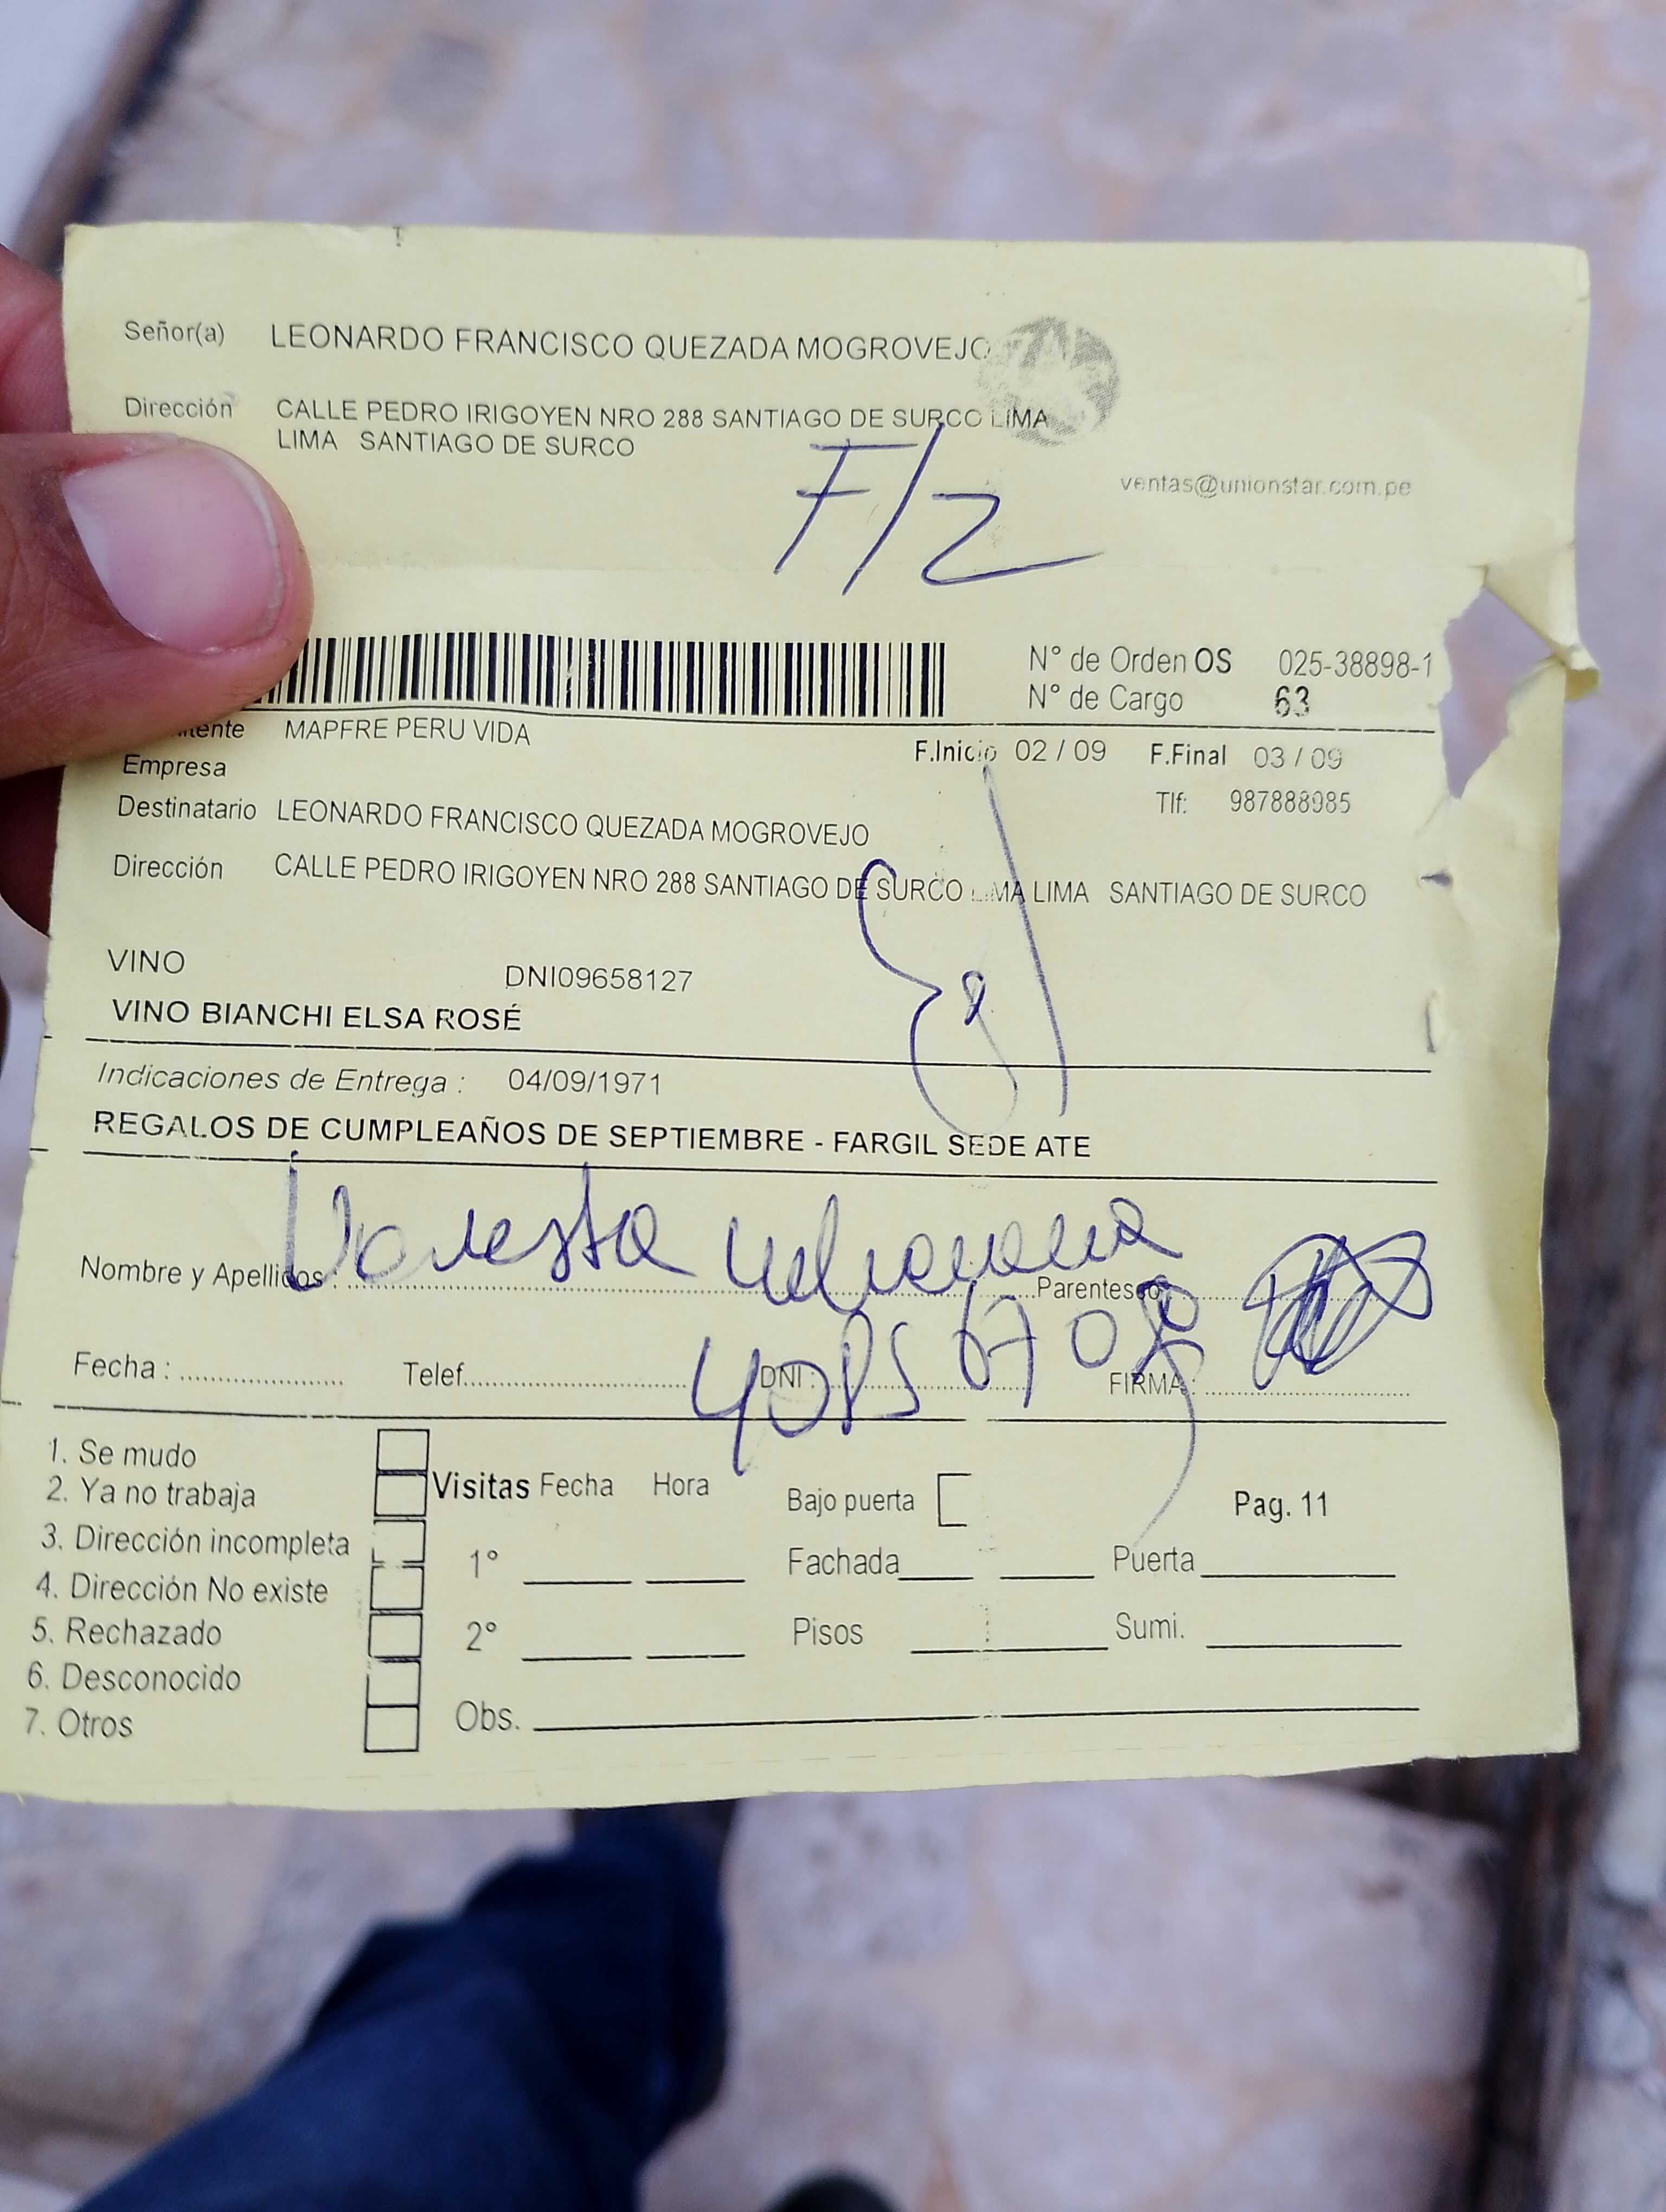 Señor(a) LEONARDO FRANCISCO QUEZADA MOGROVEJO
Dirección CALLE PEDRO IRIGOYEN NRO 288 SANTIAGO DE SURCO LIMA
LIMA SANTIAGO DE SURCO
ventas@unionstar.com.pe
F/2
N° de Orden OS 025-38898-1
N° de Cargo 63
MAPFRE PERU VIDA
F.Inicio 02 / 09 F.Final 03 / 09
Empresa
Tlf: 987888985
Destinatario LEONARDO FRANCISCO QUEZADA MOGROVEJO
Dirección CALLE PEDRO IRIGOYEN NRO 288 SANTIAGO DE SURCO LIMA LIMA SANTIAGO DE SURCO
VINO DNI09658127
VINO BIANCHI ELSA ROSÉ
Indicaciones de Entrega : 04/09/1971
REGALOS DE CUMPLEAÑOS DE SEPTIEMBRE - FARGIL SEDE ATE
Nombre y Apellidos : Parentesco
Fecha : Telef. DNI : FIRMA :
1. Se mudo
2. Ya no trabaja
3. Dirección incompleta
4. Dirección No existe
5. Rechazado
6. Desconocido
7. Otros
Visitas Fecha Hora
1°
2°
Obs.
Bajo puerta
Pag. 11
Fachada Puerta
Pisos Sumi.